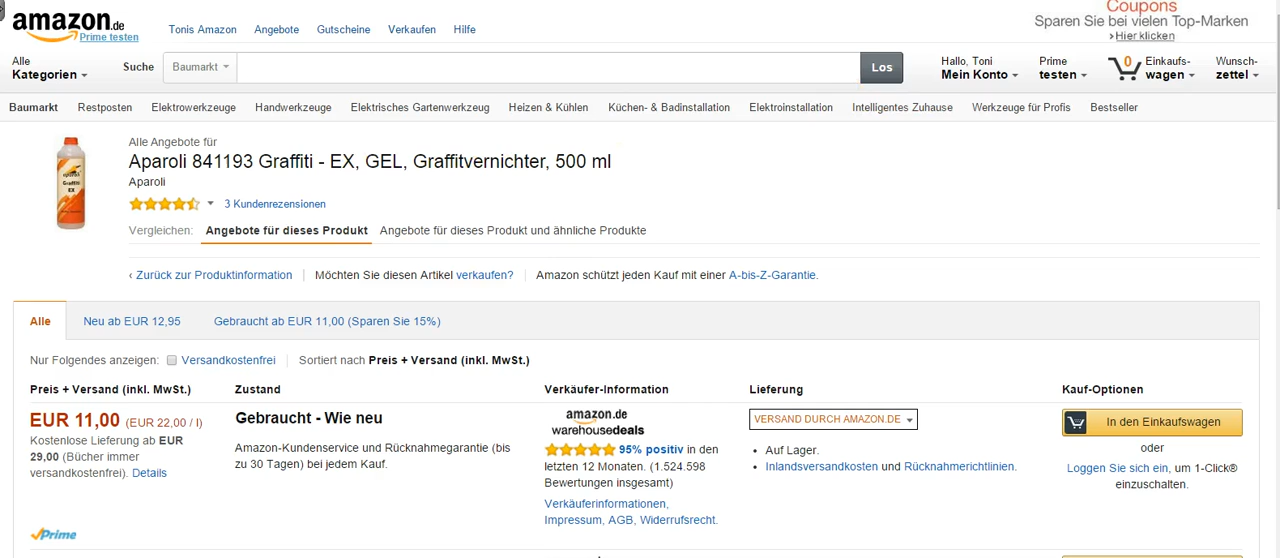 Coupons
amazon.de
Prime testen
Tonis Amazon Angebote Gutscheine Verkaufen Hilfe
Sparen Sie bei vielen Top-Marken
›Hier klicken
Alle
Kategorien
Suche
Baumarkt
Los
Hallo, Toni
Mein Konto
Prime
testen
0
Einkaufs-
wagen
Wunsch-
zettel
Baumarkt Restposten Elektrowerkzeuge Handwerkzeuge Elektrisches Gartenwerkzeug Heizen & Kühlen Küchen- & Badinstallation Elektroinstallation Intelligentes Zuhause Werkzeuge für Profis Bestseller
Alle Angebote für
Aparoli 841193 Graffiti - EX, GEL, Graffitvernichter, 500 ml
Aparoli
3 Kundenrezensionen
Graffiti
EX
Vergleichen: Angebote für dieses Produkt Angebote für dieses Produkt und ähnliche Produkte
‹ Zurück zur Produktinformation | Möchten Sie diesen Artikel verkaufen? | Amazon schützt jeden Kauf mit einer A-bis-Z-Garantie.
Alle Neu ab EUR 12,95 Gebraucht ab EUR 11,00 (Sparen Sie 15%)
Nur Folgendes anzeigen: Versandkostenfrei | Sortiert nach Preis + Versand (inkl. MwSt.)
Preis + Versand (inkl. MwSt.) Zustand Verkäufer-Information Lieferung Kauf-Optionen
EUR 11,00 (EUR 22,00 / l)
Kostenlose Lieferung ab EUR
29,00 (Bücher immer
versandkostenfrei). Details
Prime
Gebraucht - Wie neu
Amazon-Kundenservice und Rücknahmegarantie (bis
zu 30 Tagen) bei jedem Kauf.
amazon.de
warehousedeals
95% positiv in den
letzten 12 Monaten. (1.524.598
Bewertungen insgesamt)
Verkäuferinformationen,
Impressum, AGB, Widerrufsrecht.
VERSAND DURCH AMAZON.DE
• Auf Lager.
• Inlandsversandkosten und Rücknahmerichtlinien.
In den Einkaufswagen
oder
Loggen Sie sich ein, um 1-Click®
einzuschalten.